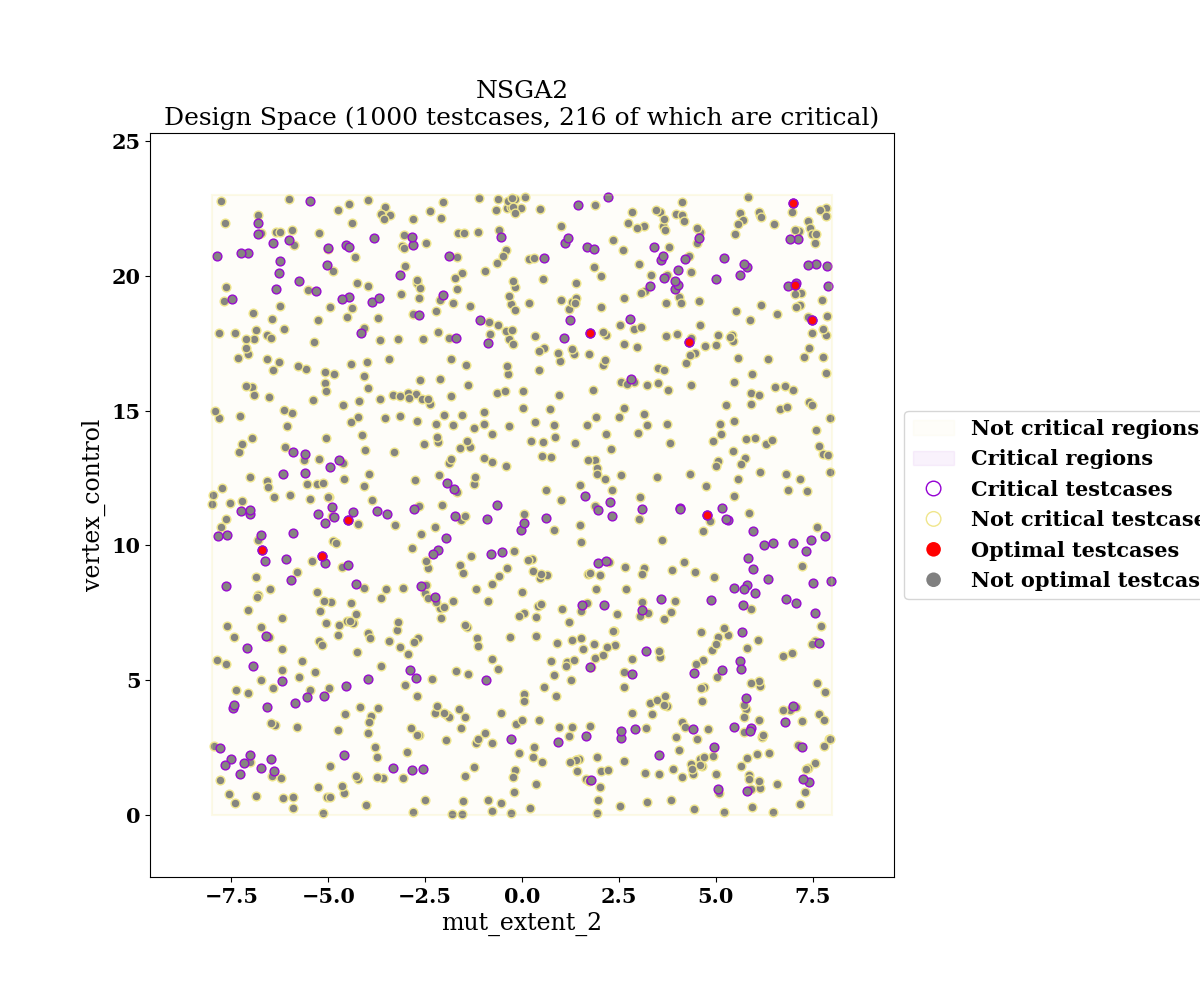 NSGA2
Design Space (1000 testcases, 216 of which are critical)
25
20
15
10
5
0
vertex_control
−7.5 −5.0 −2.5 0.0 2.5 5.0 7.5
mut_extent_2
Not critical regions
Critical regions
Critical testcases
Not critical testcase
Optimal testcases
Not optimal testcas